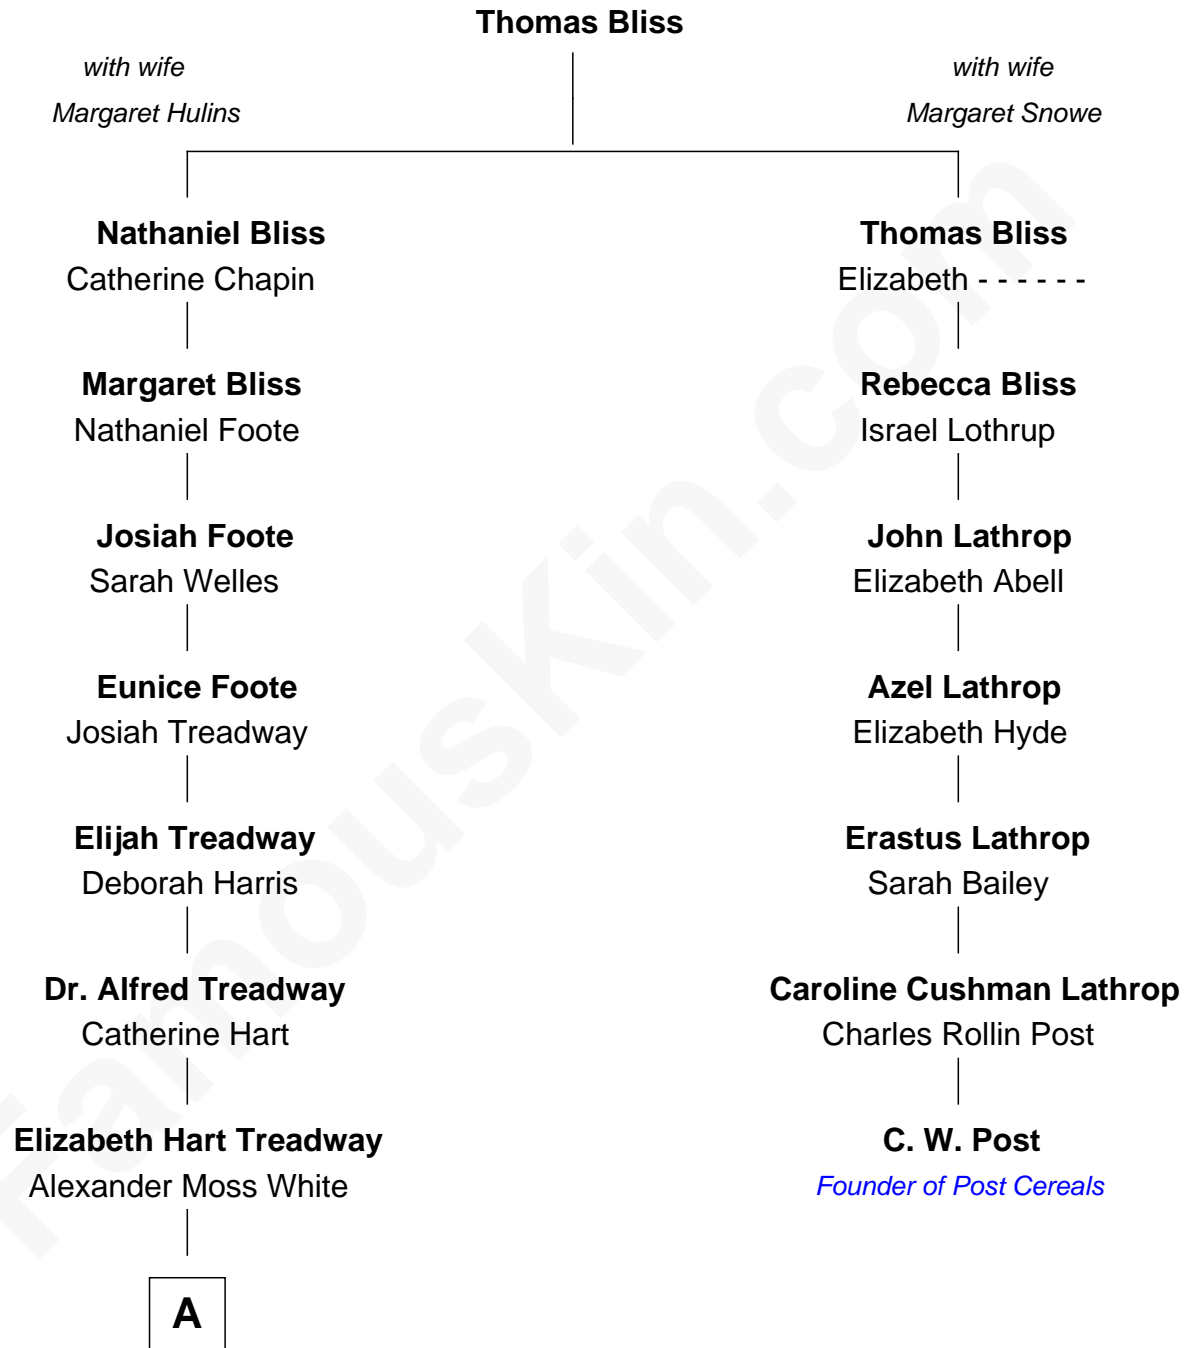 Thomas Bliss
with wife
Margaret Hulins
with wife
Margaret Snowe
Nathaniel Bliss
Catherine Chapin
Thomas Bliss
Elizabeth - - - - - -
Margaret Bliss
Nathaniel Foote
Rebecca Bliss
Israel Lothrup
Josiah Foote
Sarah Welles
John Lathrop
Elizabeth Abell
Eunice Foote
Josiah Treadway
Azel Lathrop
Elizabeth Hyde
Elijah Treadway
Deborah Harris
Erastus Lathrop
Sarah Bailey
Dr. Alfred Treadway
Catherine Hart
Caroline Cushman Lathrop
Charles Rollin Post
Elizabeth Hart Treadway
Alexander Moss White
C. W. Post
Founder of Post Cereals
A
FamousKin.com